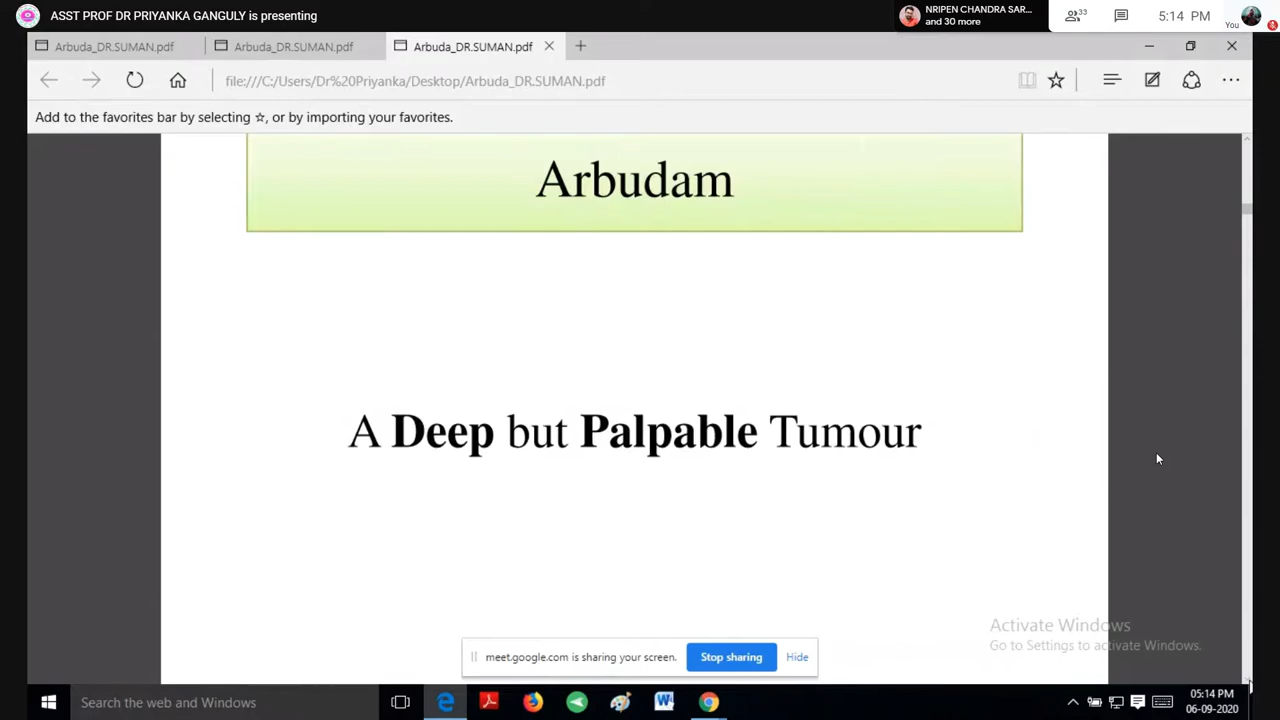 ASST PROF DR PRIYANKA GANGULY is presenting
NRIPEN CHANDRA SAR...
and 30 more
33
5:14 PM
You
Arbuda_DR.SUMAN.pdf
Arbuda_DR.SUMAN.pdf
Arbuda_DR.SUMAN.pdf
file:///C:/Users/Dr%20Priyanka/Desktop/Arbuda_DR.SUMAN.pdf
Add to the favorites bar by selecting ☆, or by importing your favorites.
Arbudam
A Deep but Palpable Tumour
Activate Windows
Go to Settings to activate Windows.
meet.google.com is sharing your screen.
Stop sharing
Hide
Search the web and Windows
05:14 PM
06-09-2020